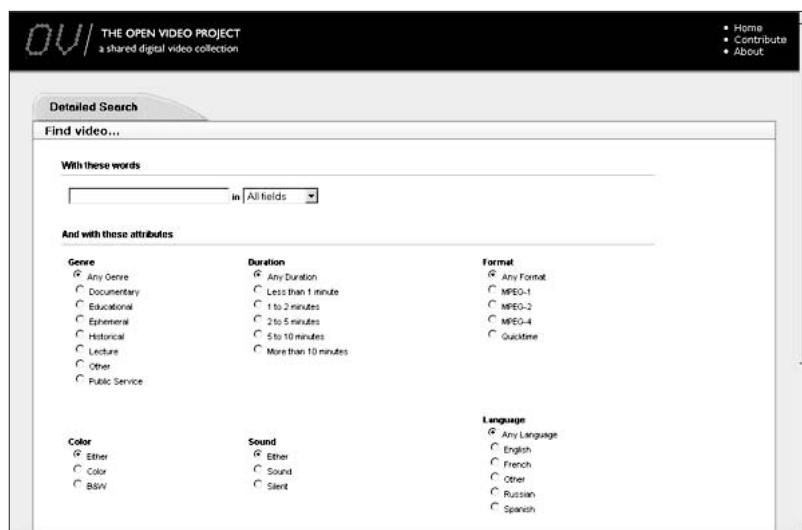 OV
THE OPEN VIDEO PROJECT
a shared digital video collection
Home
Contribute
About
Detailed Search
Find video...
With these words
in All fields
And with these attributes
Genre
Any Genre
Documentary
Educational
Ephemeral
Historical
Lecture
Other
Public Service
Duration
Any Duration
Less than 1 minute
1 to 2 minutes
2 to 5 minutes
5 to 10 minutes
More than 10 minutes
Format
Any Format
MPEG-1
MPEG-2
MPEG-4
Quicktime
Color
Either
Color
B&W
Sound
Either
Sound
Silent
Language
Any Language
English
French
Other
Russian
Spanish